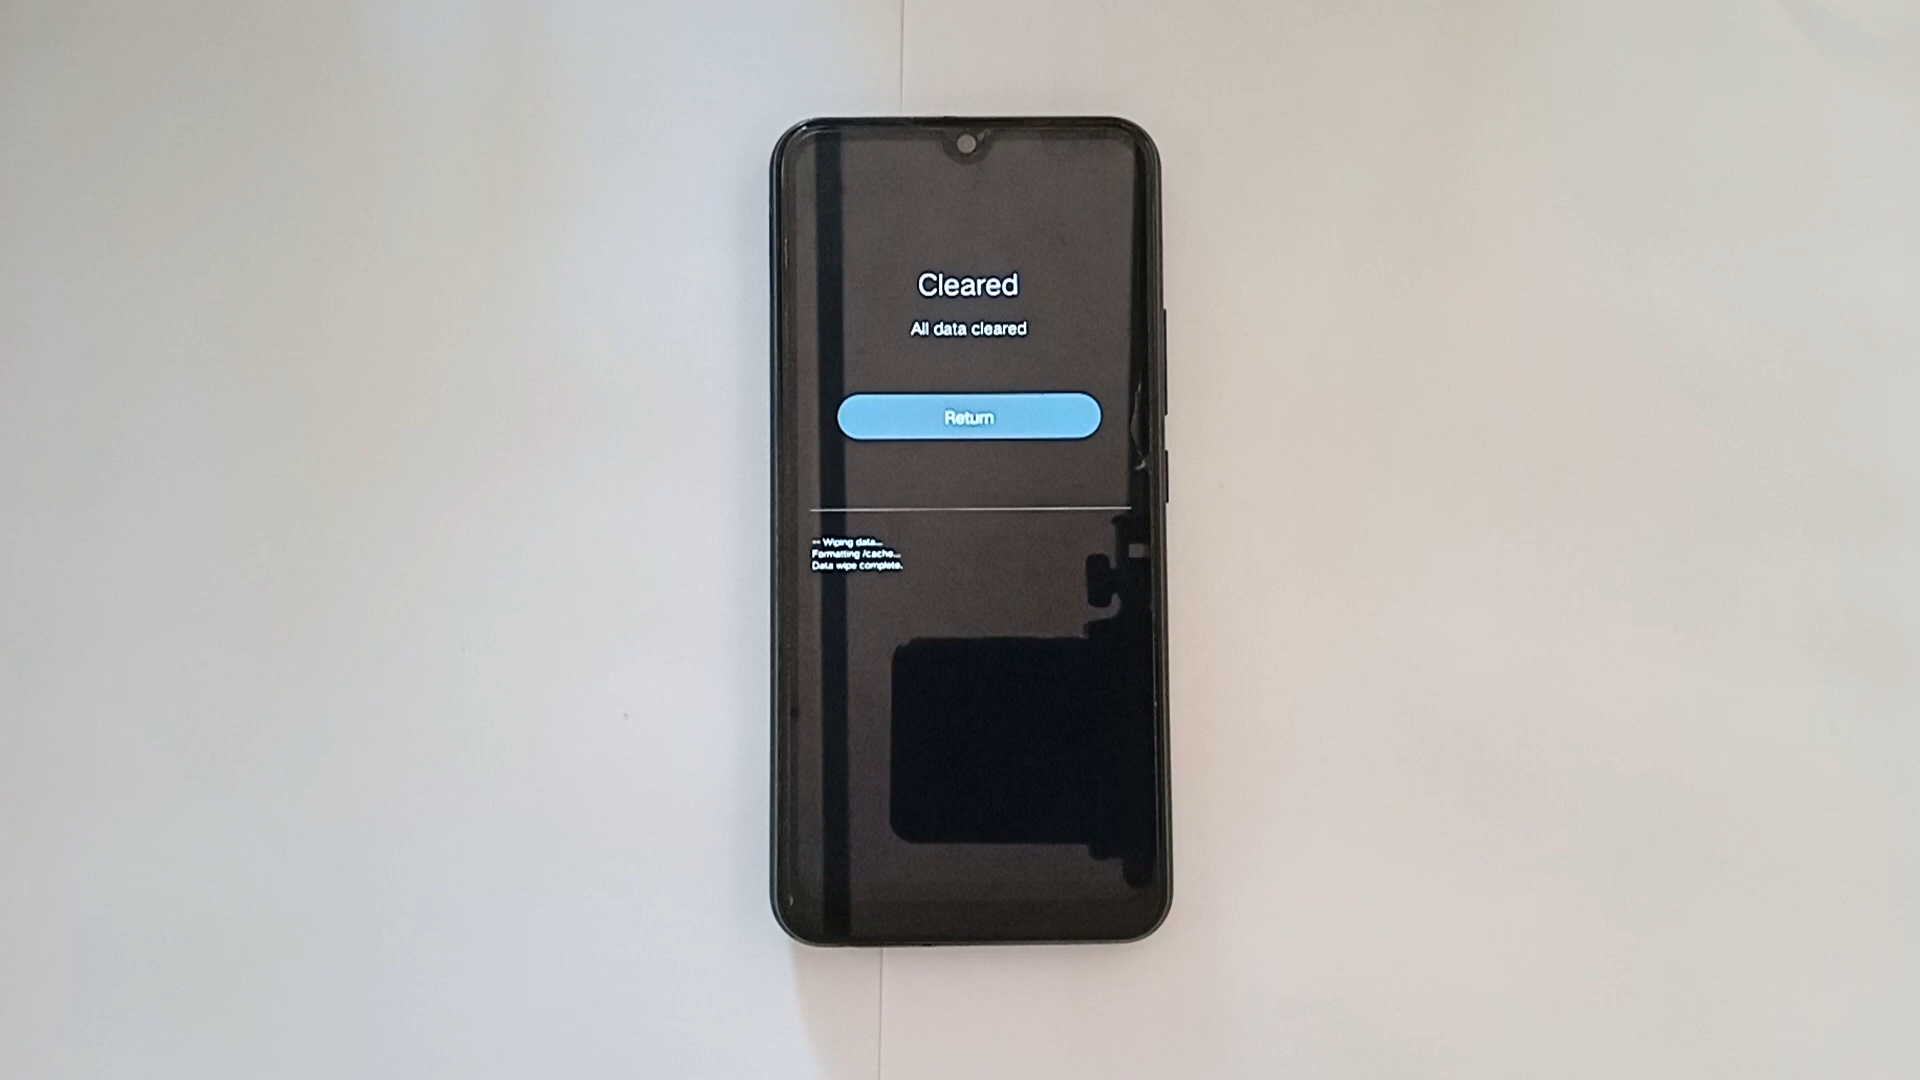 Cleared
All data cleared
Return
-- Wiping data...
Formatting /cache...
Data wipe complete.